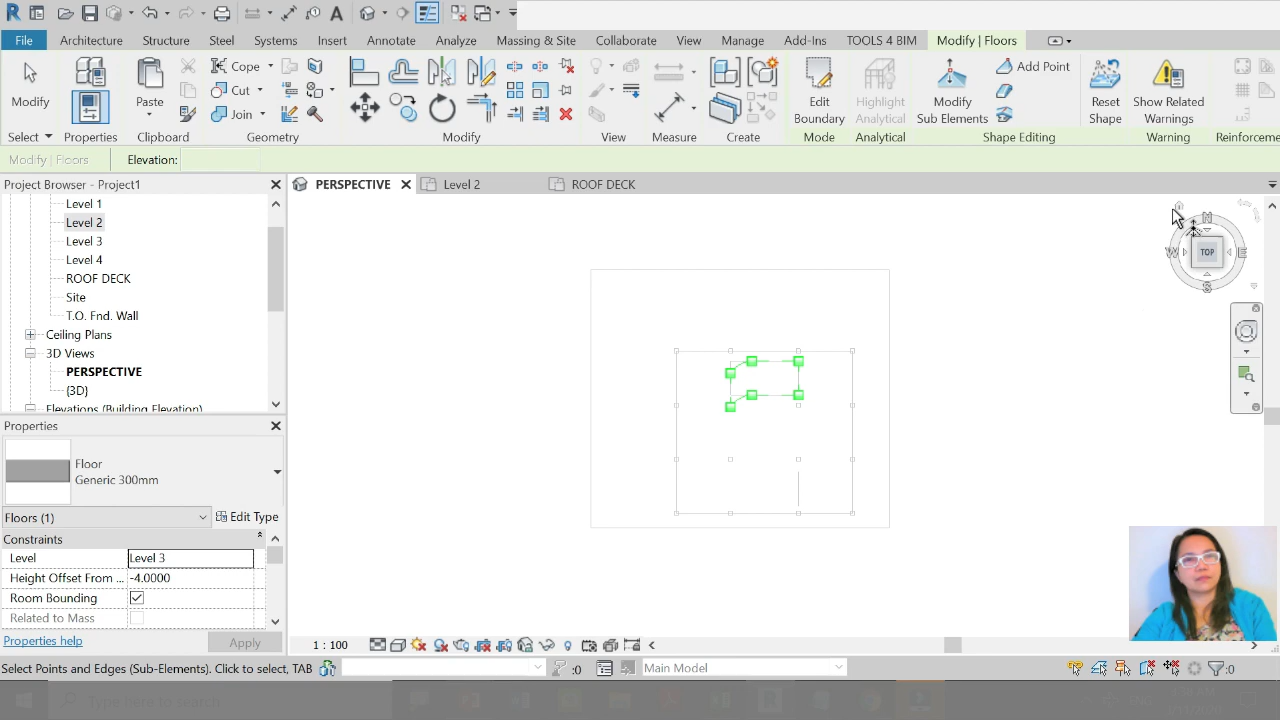 File Architecture Structure Steel Systems Insert Annotate Analyze Massing & Site Collaborate View Manage Add-Ins TOOLS 4 BIM Modify | Floors
Cope
Cut
Join
Add Point
Modify
Properties
Paste
Edit
Boundary
Highlight
Analytical
Modify
Sub Elements
Reset
Shape
Show Related
Warnings
Select Properties Clipboard Geometry Modify View Measure Create Mode Analytical Shape Editing Warning Reinforceme
Modify | Floors Elevation:
Project Browser - Project1
PERSPECTIVE Level 2 ROOF DECK
Level 1
Level 2
Level 3
Level 4
ROOF DECK
Site
T.O. Fnd. Wall
Ceiling Plans
3D Views
PERSPECTIVE
{3D}
Elevations (Building Elevation)
N
W TOP E
S
Properties
Floor
Generic 300mm
Floors (1) Edit Type
Constraints
Level Level 3
Height Offset From ... -4.0000
Room Bounding
Related to Mass
Properties help Apply
1 : 100
Select Points and Edges (Sub-Elements). Click to select, TAB :0 Main Model :0
Type here to search
ENG